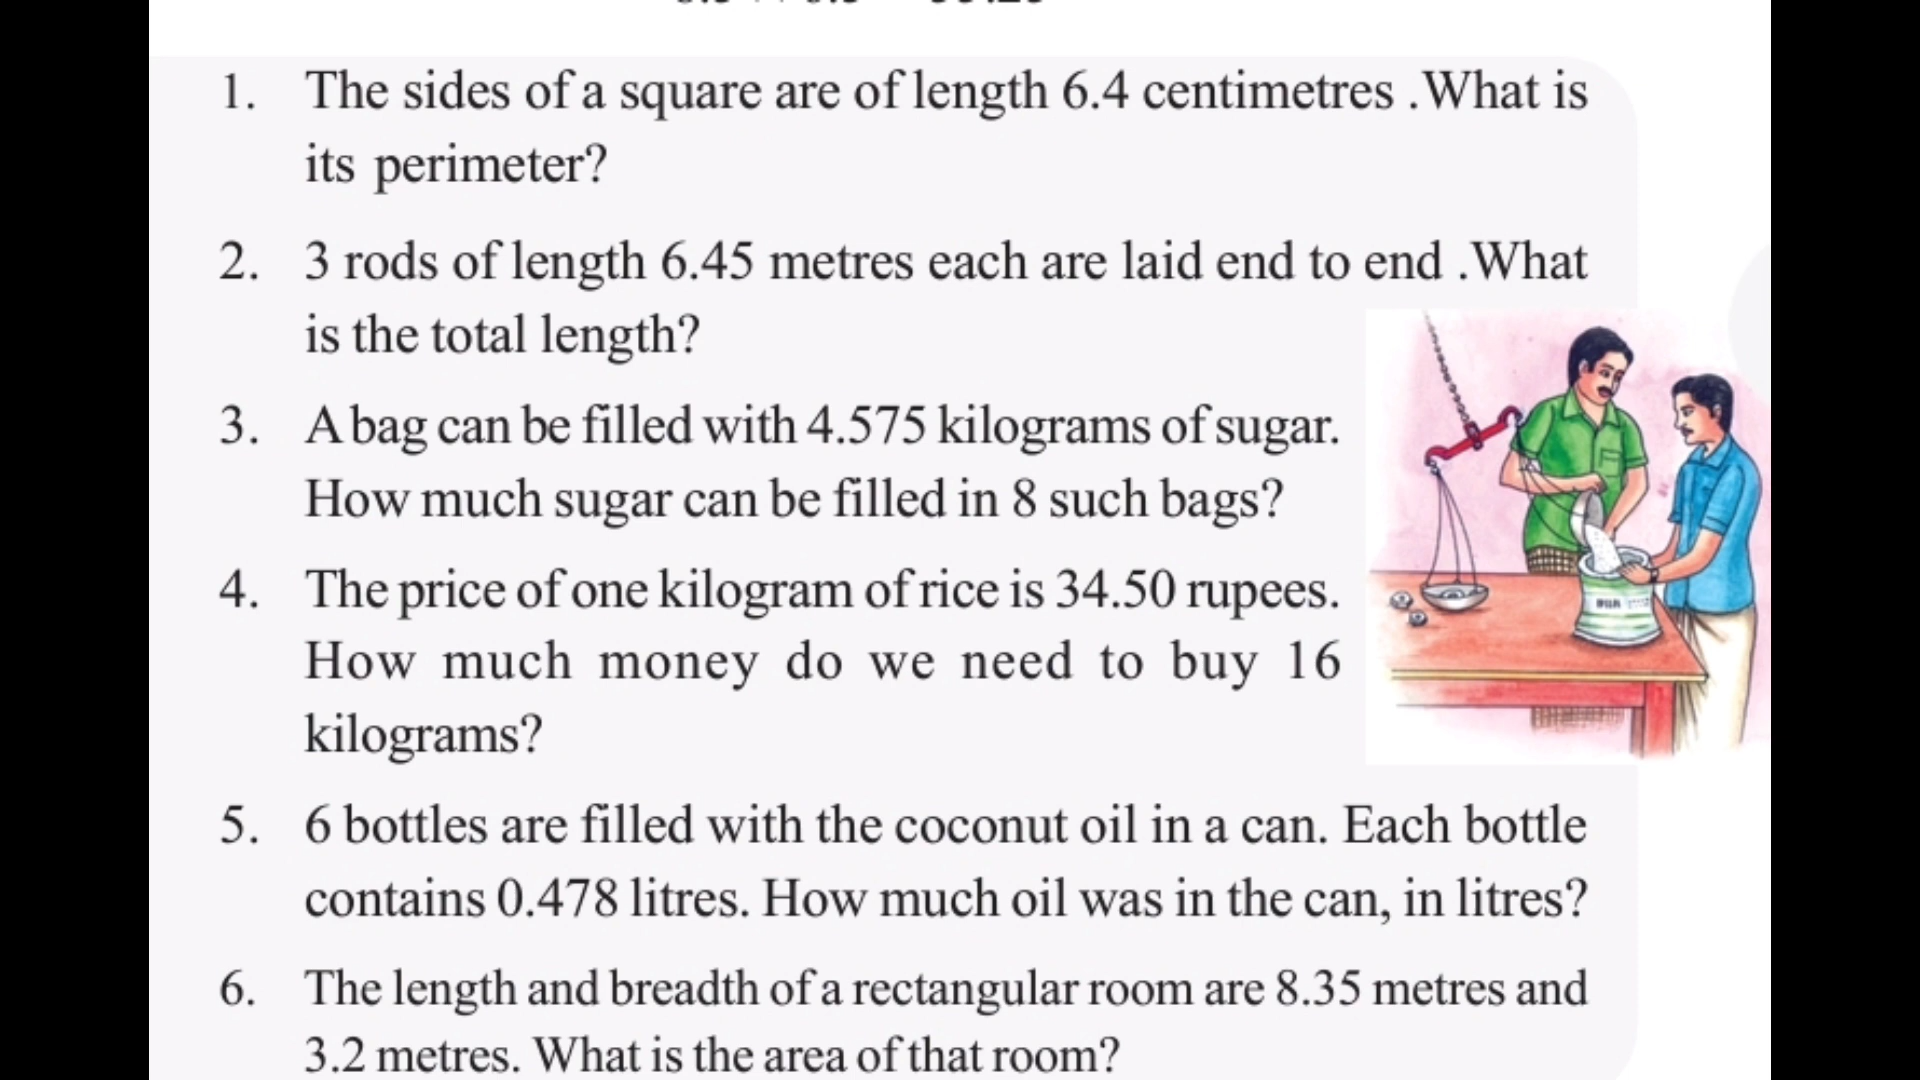 1. The sides of a square are of length 6.4 centimetres .What is
its perimeter?
2. 3 rods of length 6.45 metres each are laid end to end .What
is the total length?
3. A bag can be filled with 4.575 kilograms of sugar.
How much sugar can be filled in 8 such bags?
4. The price of one kilogram of rice is 34.50 rupees.
How much money do we need to buy 16
kilograms?
5. 6 bottles are filled with the coconut oil in a can. Each bottle
contains 0.478 litres. How much oil was in the can, in litres?
6. The length and breadth of a rectangular room are 8.35 metres and
3.2 metres. What is the area of that room?